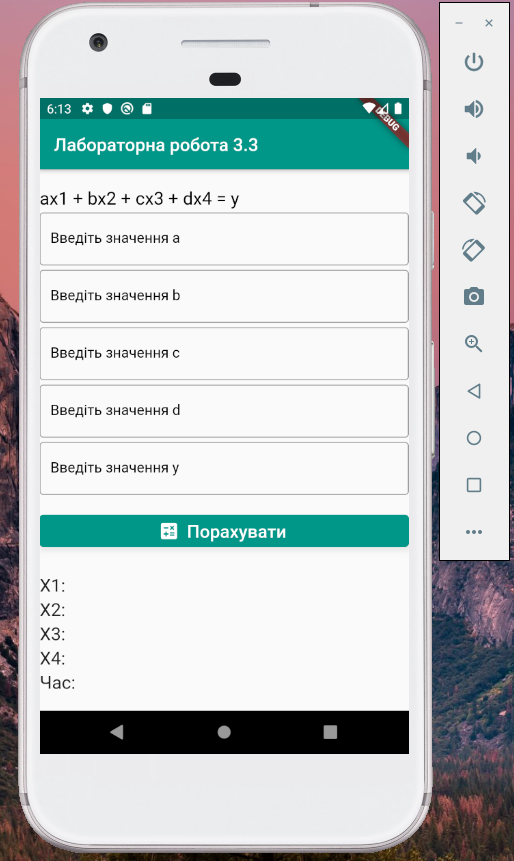 6:13
DEBUG
Лабораторна робота 3.3
ax1 + bx2 + cx3 + dx4 = y
Введіть значення a
Введіть значення b
Введіть значення c
Введіть значення d
Введіть значення y
Порахувати
X1:
X2:
X3:
X4:
Час: